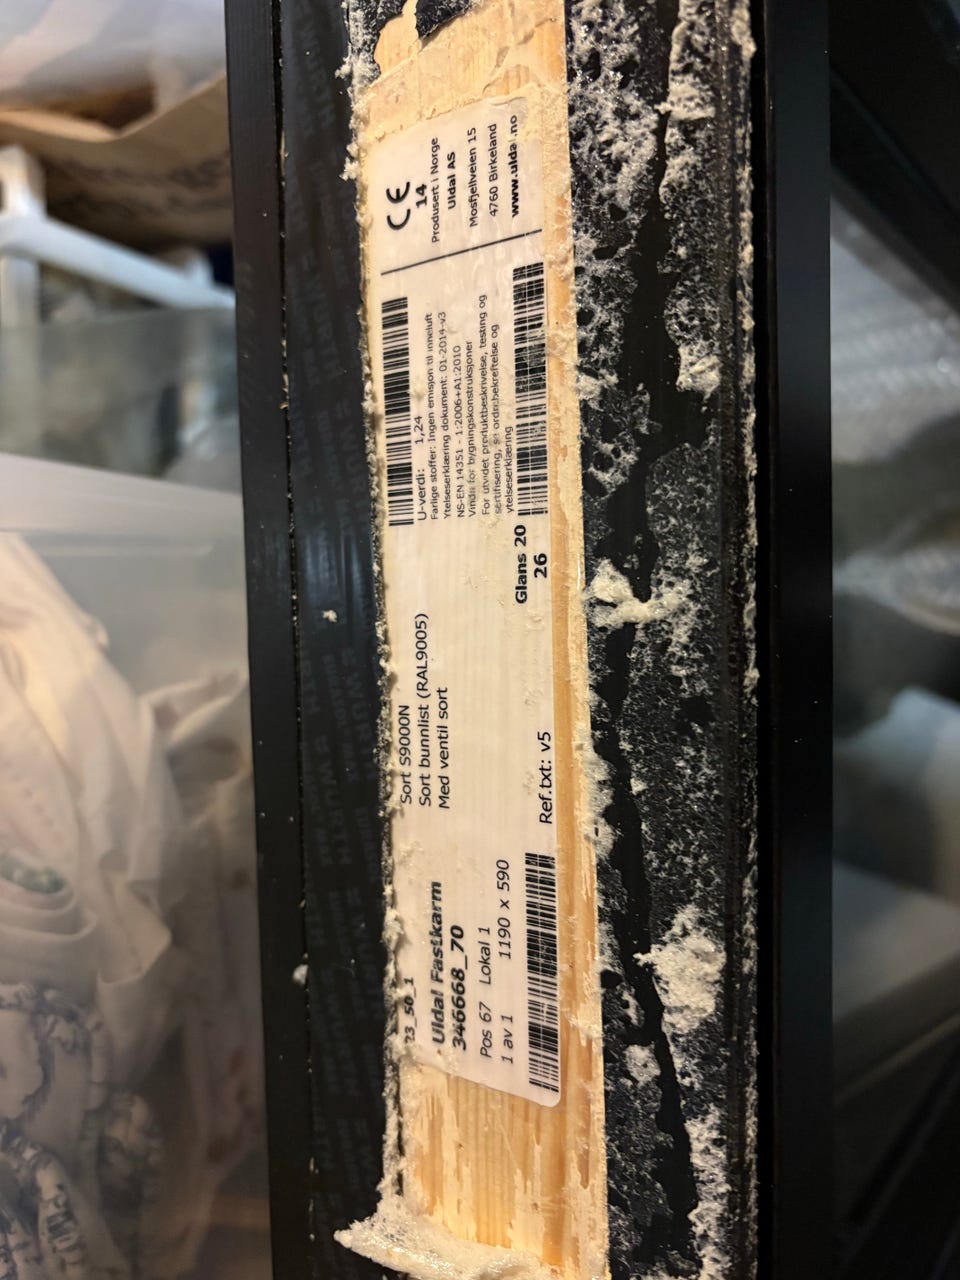 23_50_1
Uldal Fastkarm
346668_70
Pos 67 Lokal 1
1 av 1 1190 x 590
Sort S9000N
Sort bunnlist (RAL9005)
Med ventil sort
Ref.txt: v5
Glans 20
26
U-verdi: 1,24
Farlige stoffer: Ingen emisjon til inneluft
Ytelseserklæring dokument: 01-2014-v3
NS-EN 14351 - 1:2006+A1:2010
Vindu for bygningskonstruksjoner
For utvidet produktbeskrivelse, testing og
sertifisering, se ordrebekreftelse og
ytelseserklæring
CE
14
Produsert i Norge
Uldal AS
Mosfjellveien 15
4760 Birkeland
www.uldal.no
WURTH